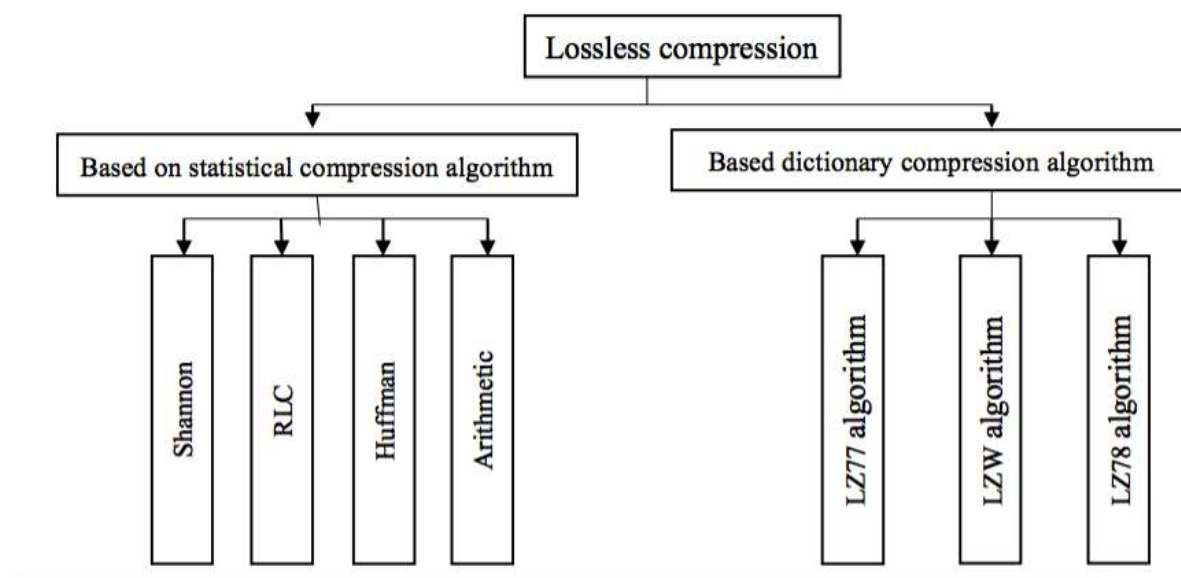 Lossless compression
Based on statistical compression algorithm
Based dictionary compression algorithm
Shannon
RLC
Huffman
Arithmetic
LZ77 algorithm
LZW algorithm
LZ78 algorithm